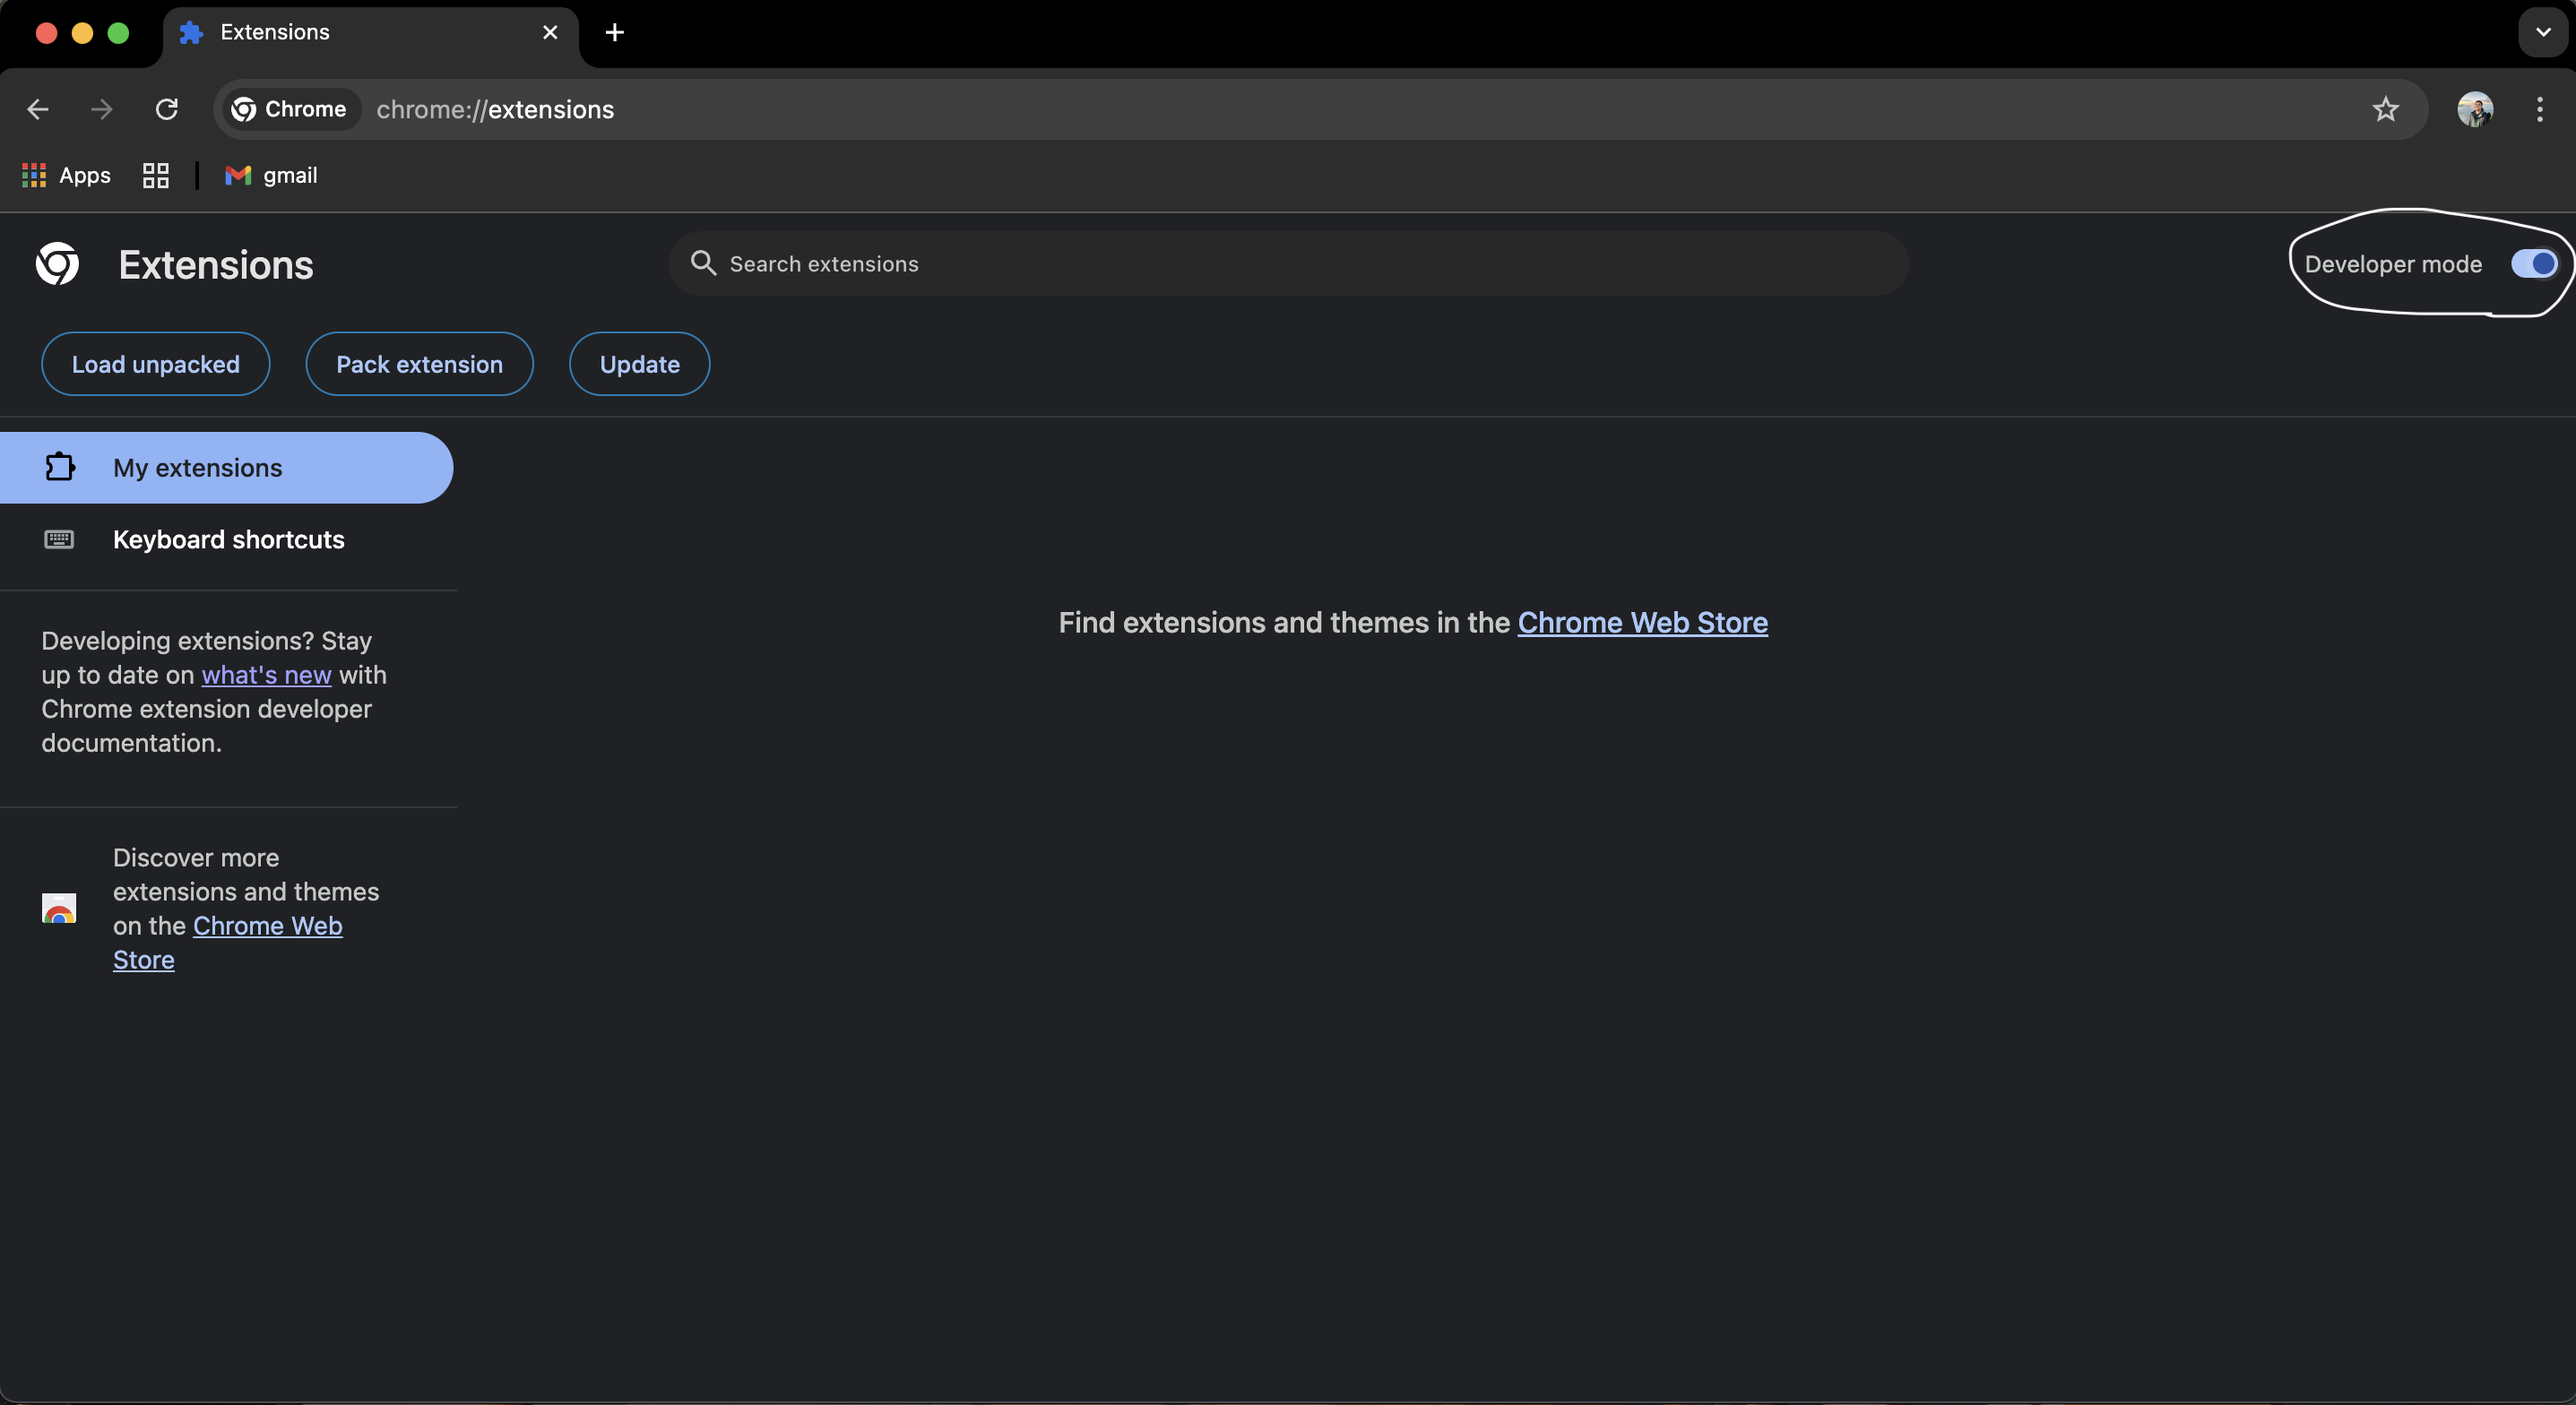 Extensions
Chrome chrome://extensions
Apps gmail
Extensions
Search extensions
Developer mode
Load unpacked Pack extension Update
My extensions
Keyboard shortcuts
Developing extensions? Stay
up to date on what's new with
Chrome extension developer
documentation.
Discover more
extensions and themes
on the Chrome Web
Store
Find extensions and themes in the Chrome Web Store